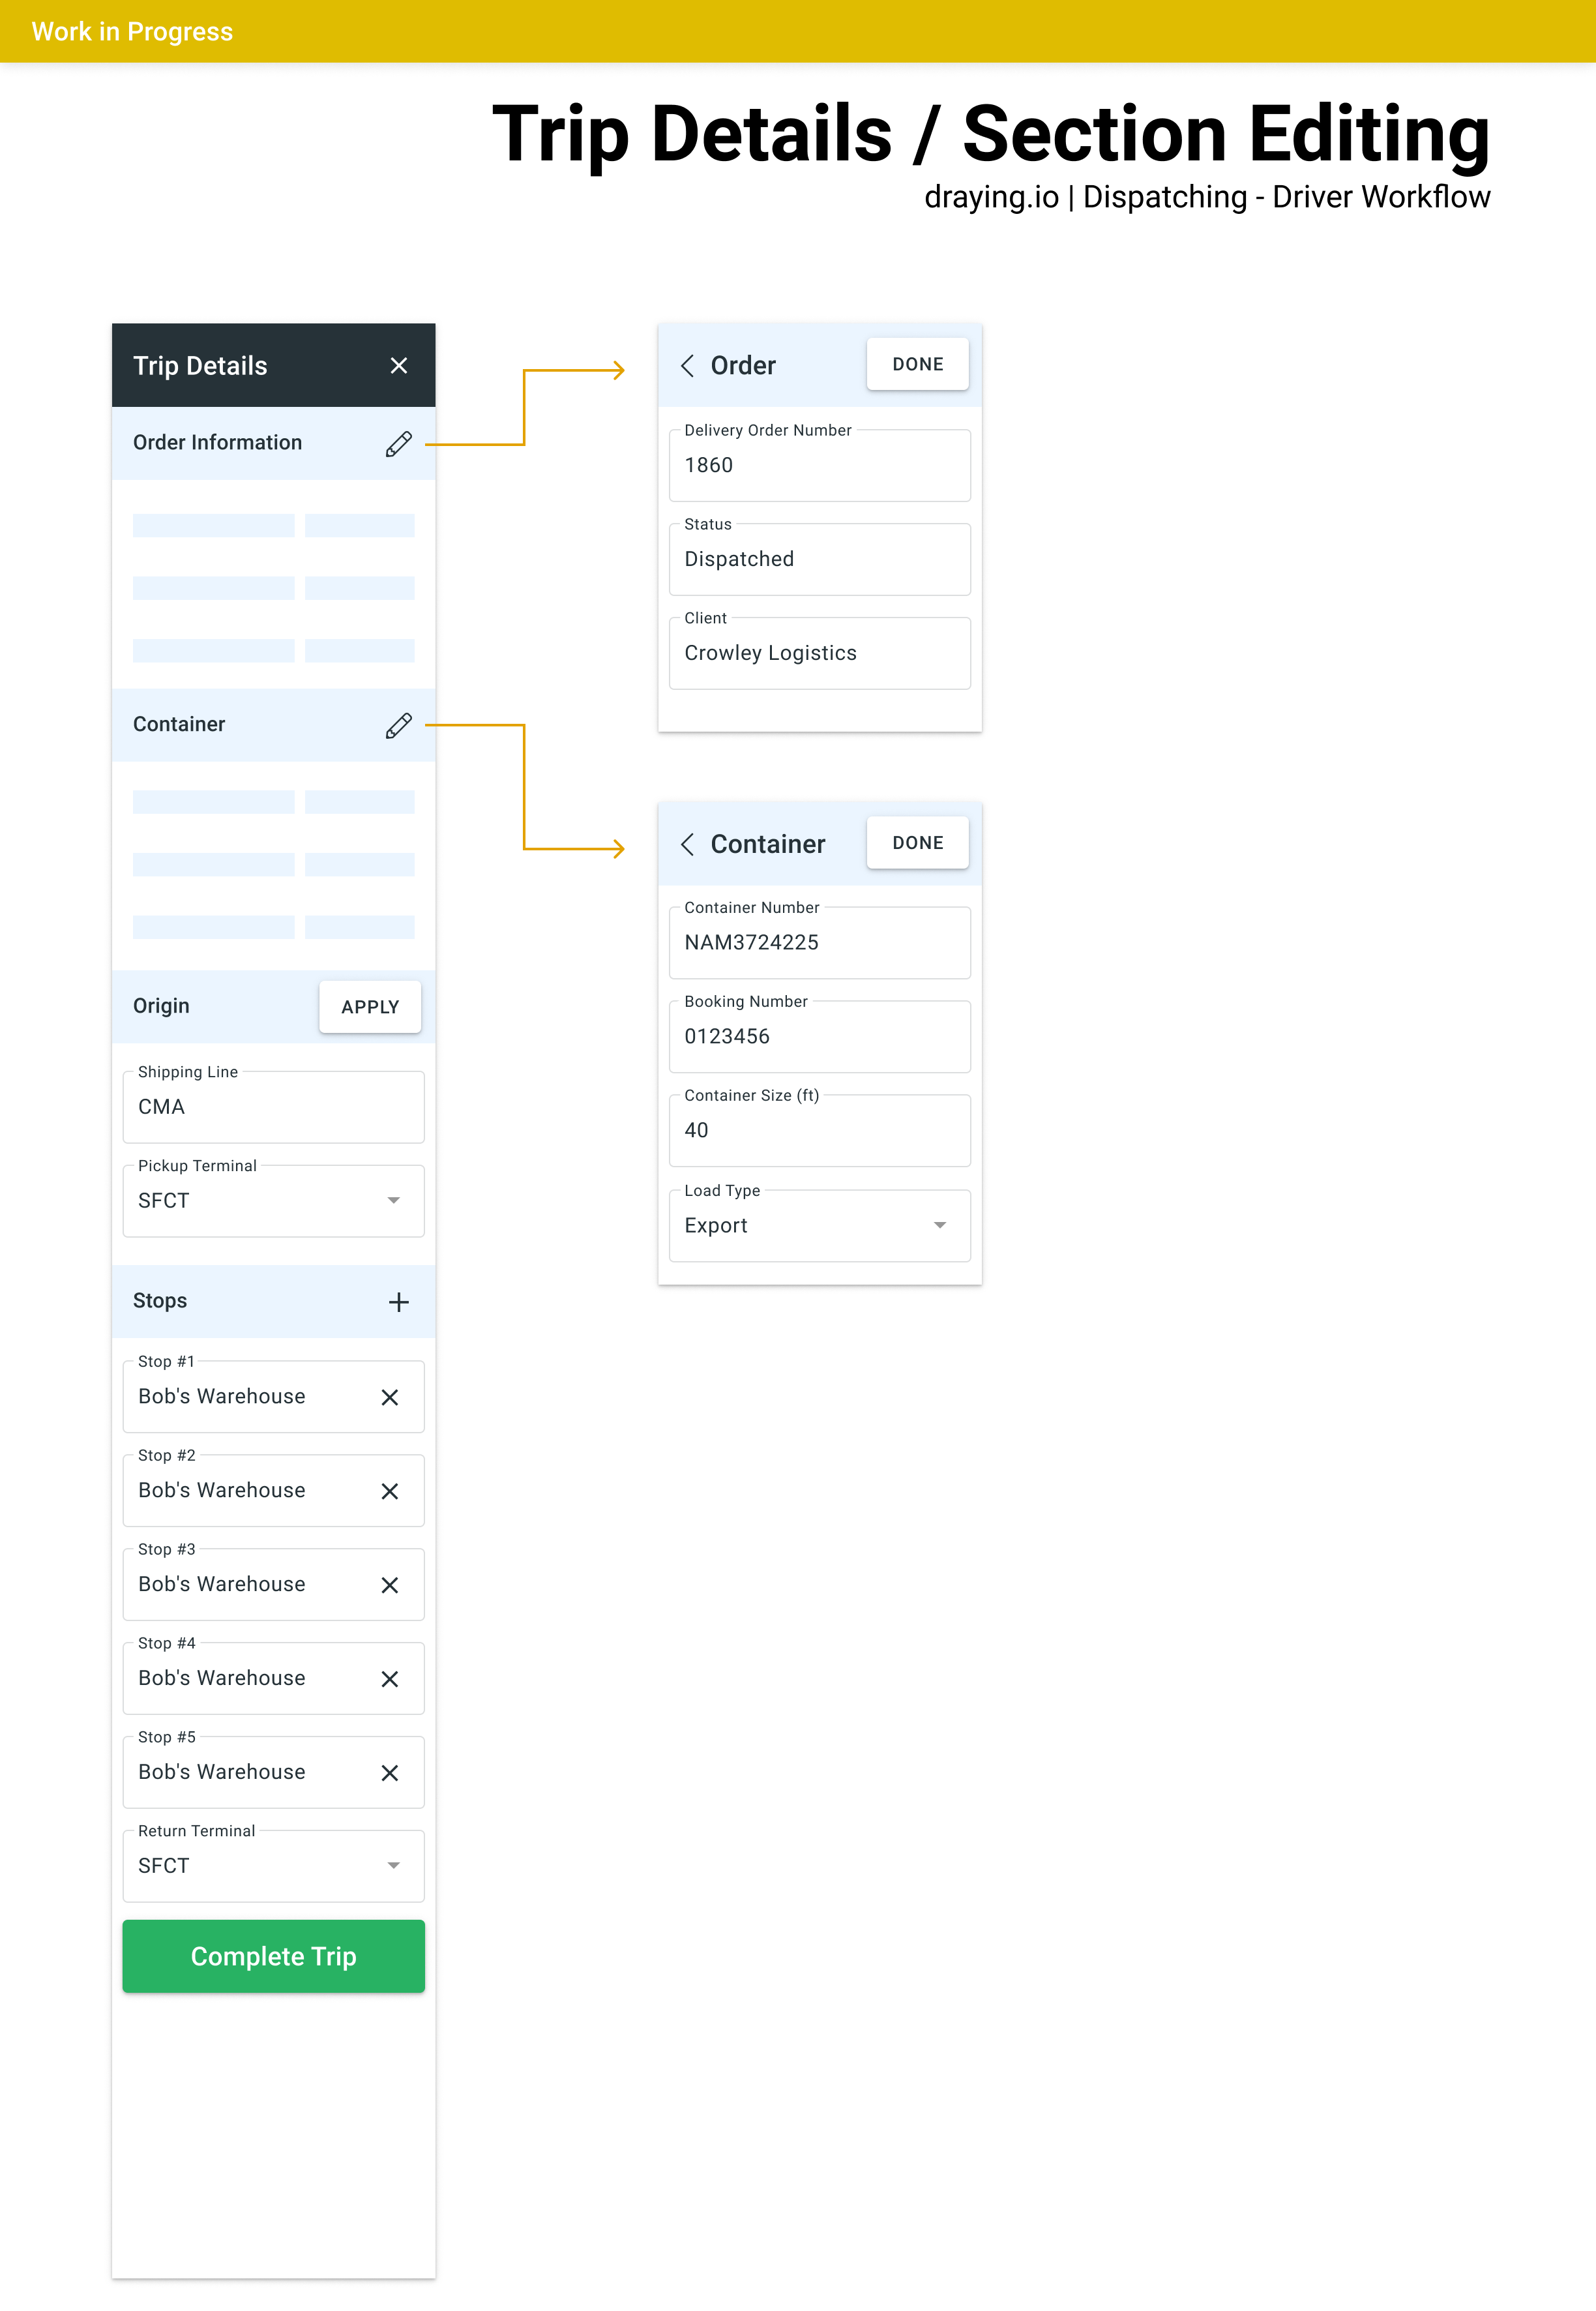 Work in Progress
Trip Details / Section Editing
draying.io | Dispatching - Driver Workflow
Trip Details
Order Information
Container
Origin
APPLY
Shipping Line
CMA
Pickup Terminal
SFCT
Stops
Stop #1
Bob's Warehouse
Stop #2
Bob's Warehouse
Stop #3
Bob's Warehouse
Stop #4
Bob's Warehouse
Stop #5
Bob's Warehouse
Return Terminal
SFCT
Complete Trip
Order
DONE
Delivery Order Number
1860
Status
Dispatched
Client
Crowley Logistics
Container
DONE
Container Number
NAM3724225
Booking Number
0123456
Container Size (ft)
40
Load Type
Export